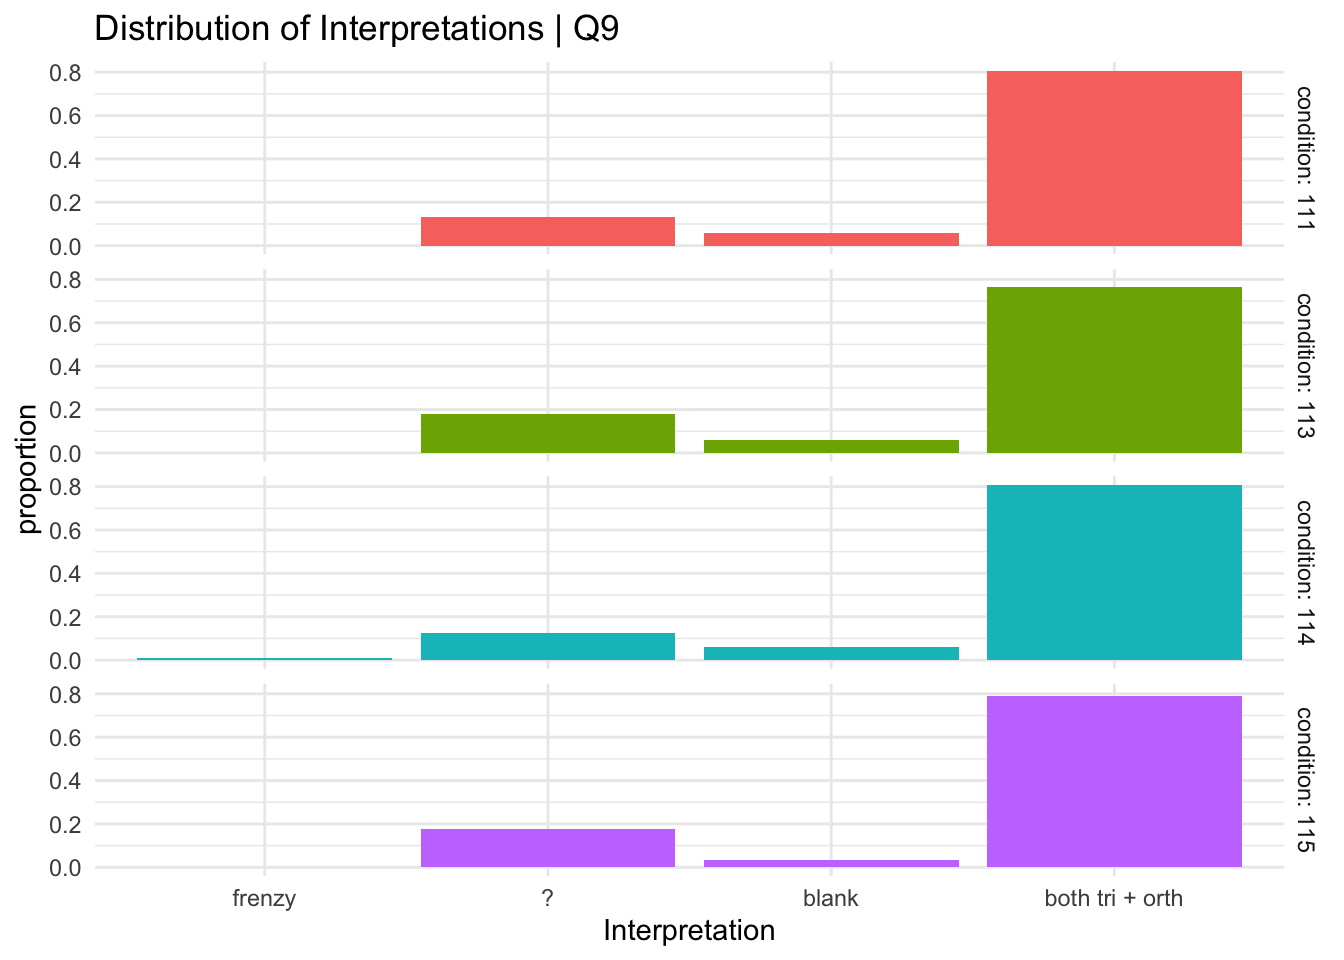 Distribution of Interpretations | Q9
proportion
0.8
0.6
0.4
0.2
0.0
condition: 111
0.8
0.6
0.4
0.2
0.0
condition: 113
0.8
0.6
0.4
0.2
0.0
condition: 114
0.8
0.6
0.4
0.2
0.0
condition: 115
frenzy ? blank both tri + orth
Interpretation